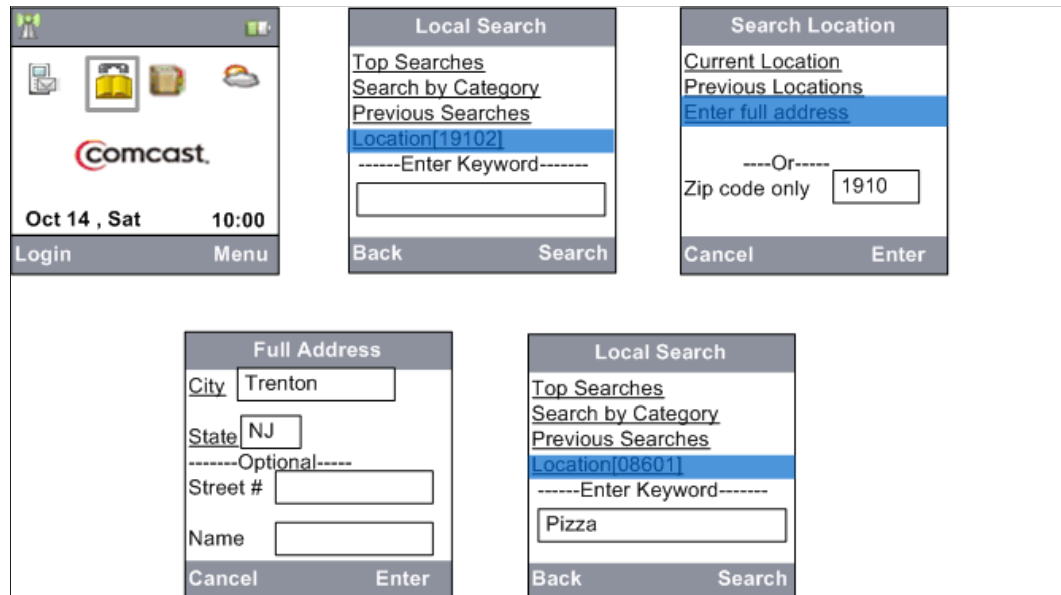 Comcast.
Oct 14 , Sat 10:00
Login Menu
Local Search
Top Searches
Search by Category
Previous Searches
Location[19102]
------Enter Keyword-------
Back Search
Search Location
Current Location
Previous Locations
Enter full address
----Or-----
Zip code only 1910
Cancel Enter
Full Address
City Trenton
State NJ
-------Optional-----
Street #
Name
Cancel Enter
Local Search
Top Searches
Search by Category
Previous Searches
Location[08601]
------Enter Keyword-------
Pizza
Back Search